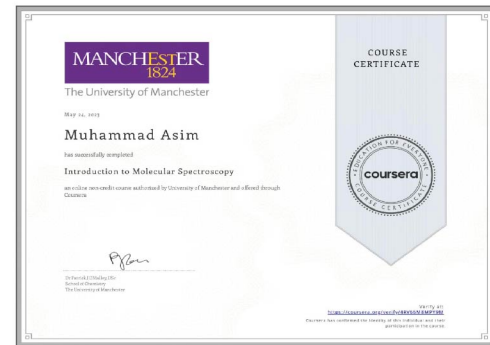 MANCHESTER
1824
The University of Manchester
May 24, 2023
Muhammad Asim
has successfully completed
Introduction to Molecular Spectroscopy
an online non-credit course authorized by University of Manchester and offered through
Coursera
School of Chemistry
The University of Manchester
COURSE
CERTIFICATE
EDUCATION FOR EVERYONE
coursera
COURSE CERTIFICATE
Verify at:
Coursera has confirmed the identity of this individual and their
participation in the course.